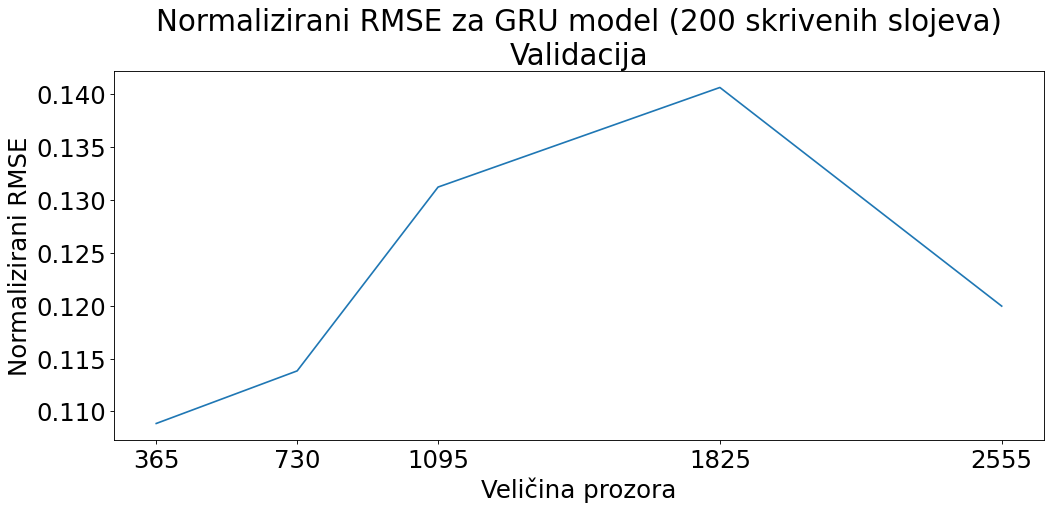 Normalizirani RMSE za GRU model (200 skrivenih slojeva)
Validacija
Normalizirani RMSE
0.140
0.135
0.130
0.125
0.120
0.115
0.110
365 730 1095 1825 2555
Veličina prozora